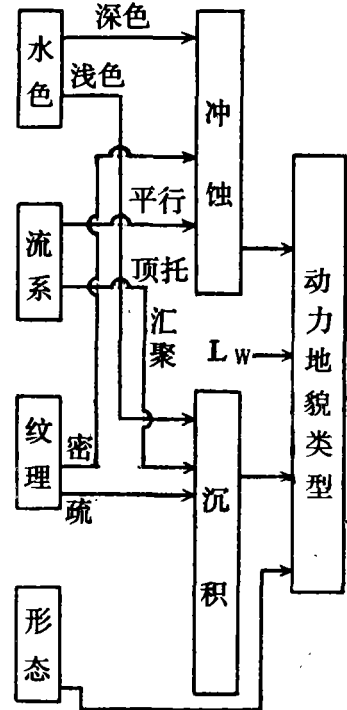 水色
深色
浅色
冲蚀
流系
平行
顶托
汇聚
L W
动力地貌类型
纹理
密
疏
沉积
形态